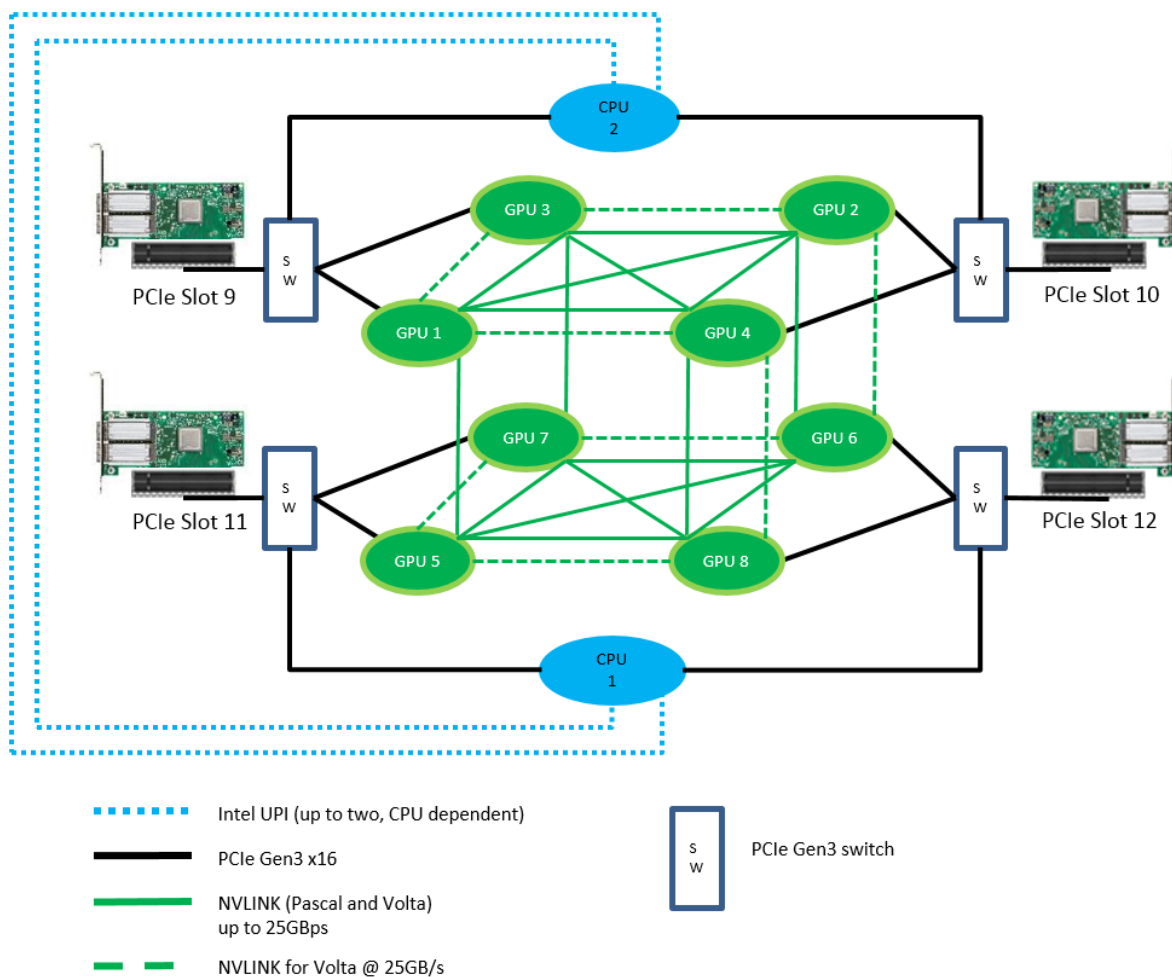 CPU
2
GPU 3
GPU 2
S
W
S
W
PCIe Slot 9
PCIe Slot 10
GPU 1
GPU 4
GPU 7
GPU 6
S
W
S
W
PCIe Slot 11
PCIe Slot 12
GPU 5
GPU 8
CPU
1
Intel UPI (up to two, CPU dependent)
PCIe Gen3 x16
S
W
PCIe Gen3 switch
NVLINK (Pascal and Volta)
up to 25GBps
NVLINK for Volta @ 25GB/s